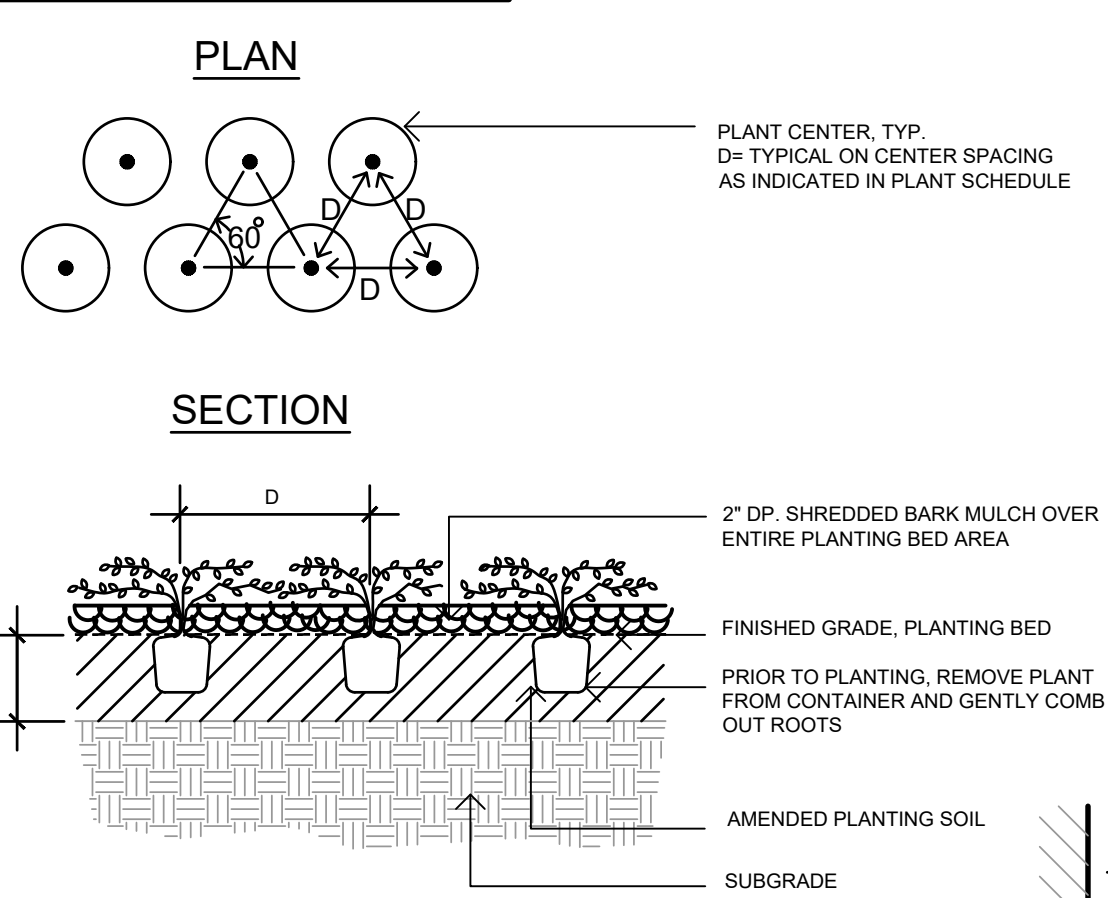 PLAN
PLANT CENTER, TYP.
D= TYPICAL ON CENTER SPACING
AS INDICATED IN PLANT SCHEDULE
D
D
60°
D
SECTION
D
2" DP. SHREDDED BARK MULCH OVER
ENTIRE PLANTING BED AREA
FINISHED GRADE, PLANTING BED
PRIOR TO PLANTING, REMOVE PLANT
FROM CONTAINER AND GENTLY COMB
OUT ROOTS
AMENDED PLANTING SOIL
SUBGRADE